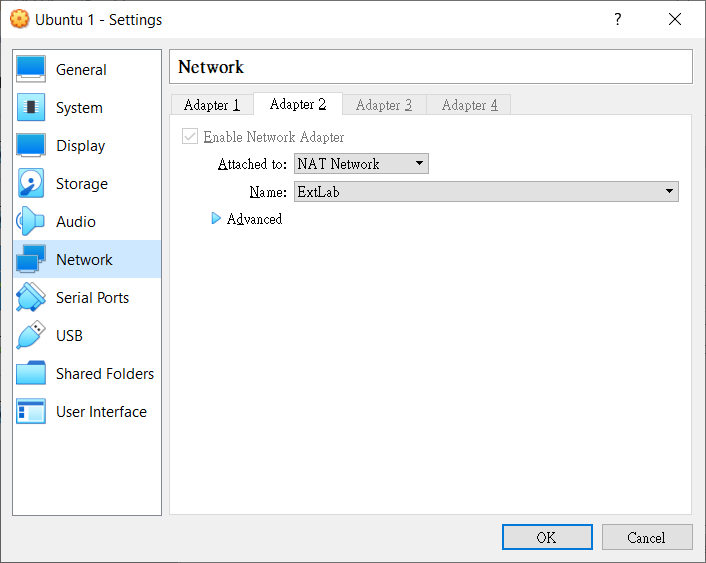 Ubuntu 1 - Settings
?
General
System
Display
Storage
Audio
Network
Serial Ports
USB
Shared Folders
User Interface
Network
Adapter 1 Adapter 2 Adapter 3 Adapter 4
Enable Network Adapter
Attached to: NAT Network
Name: ExtLab
Advanced
OK Cancel